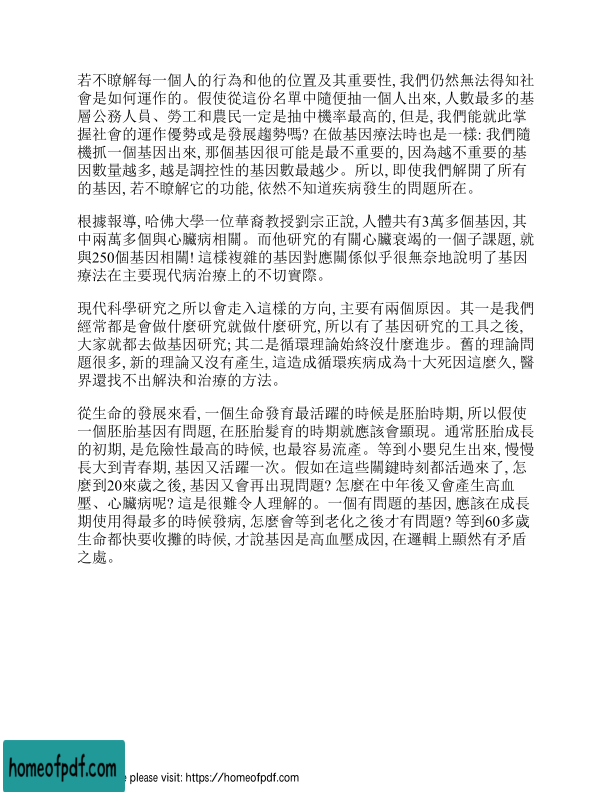 若不瞭解每一個人的行為和他的位置及其重要性, 我們仍然無法得知社
會是如何運作的。假使從這份名單中隨便抽一個人出來, 人數最多的基
層公務人員、勞工和農民一定是抽中機率最高的, 但是, 我們能就此掌
握社會的運作優勢或是發展趨勢嗎? 在做基因療法時也是一樣: 我們隨
機抓一個基因出來, 那個基因很可能是最不重要的, 因為越不重要的基
因數量越多, 越是調控性的基因數最越少。所以, 即使我們解開了所有
的基因, 若不瞭解它的功能, 依然不知道疾病發生的問題所在。
根據報導, 哈佛大學一位華裔教授劉宗正說, 人體共有3萬多個基因, 其
中兩萬多個與心臟病相關。而他研究的有關心臟衰竭的一個子課題, 就
與250個基因相關! 這樣複雜的基因對應關係似乎很無奈地說明了基因
療法在主要現代病治療上的不切實際。
現代科學研究之所以會走入這樣的方向, 主要有兩個原因。其一是我們
經常都是會做什麼研究就做什麼研究, 所以有了基因研究的工具之後,
大家就都去做基因研究; 其二是循環理論始終沒什麼進步。舊的理論問
題很多, 新的理論又沒有產生, 這造成循環疾病成為十大死因這麼久, 醫
界還找不出解決和治療的方法。
從生命的發展來看, 一個生命發育最活躍的時候是胚胎時期, 所以假使
一個胚胎基因有問題, 在胚胎髮育的時期就應該會顯現。通常胚胎成長
的初期, 是危險性最高的時候, 也最容易流產。等到小嬰兒生出來, 慢慢
長大到青春期, 基因又活躍一次。假如在這些關鍵時刻都活過來了, 怎
麼到20來歲之後, 基因又會再出現問題? 怎麼在中年後又會產生高血
壓、心臟病呢? 這是很難令人理解的。一個有問題的基因, 應該在成長
期使用得最多的時候發病, 怎麼會等到老化之後才有問題? 等到60多歲
生命都快要收攤的時候, 才說基因是高血壓成因, 在邏輯上顯然有矛盾
之處。
homeofpdf.com
e please visit: https://homeofpdf.com